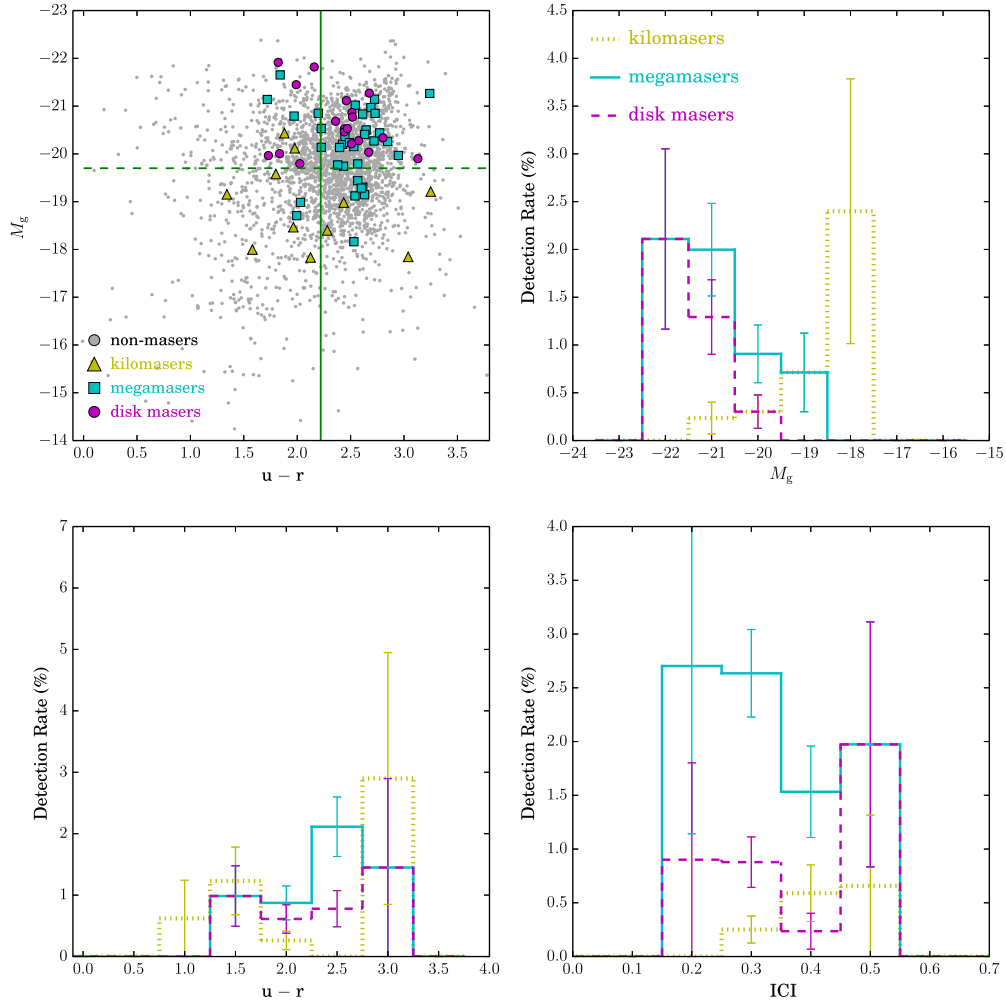 −23
−22
−21
−20
−19
−18
−17
−16
−15
−14
M_g
non-masers
kilomasers
megamasers
disk masers
0.0 0.5 1.0 1.5 2.0 2.5 3.0 3.5
u − r
4.5
4.0
3.5
3.0
2.5
2.0
1.5
1.0
0.5
0.0
Detection Rate (%)
kilomasers
megamasers
disk masers
−24 −23 −22 −21 −20 −19 −18 −17 −16 −15
M_g
7
6
5
4
3
2
1
0
Detection Rate (%)
0.0 0.5 1.0 1.5 2.0 2.5 3.0 3.5 4.0
u − r
4.0
3.5
3.0
2.5
2.0
1.5
1.0
0.5
0.0
Detection Rate (%)
0.0 0.1 0.2 0.3 0.4 0.5 0.6 0.7
ICI